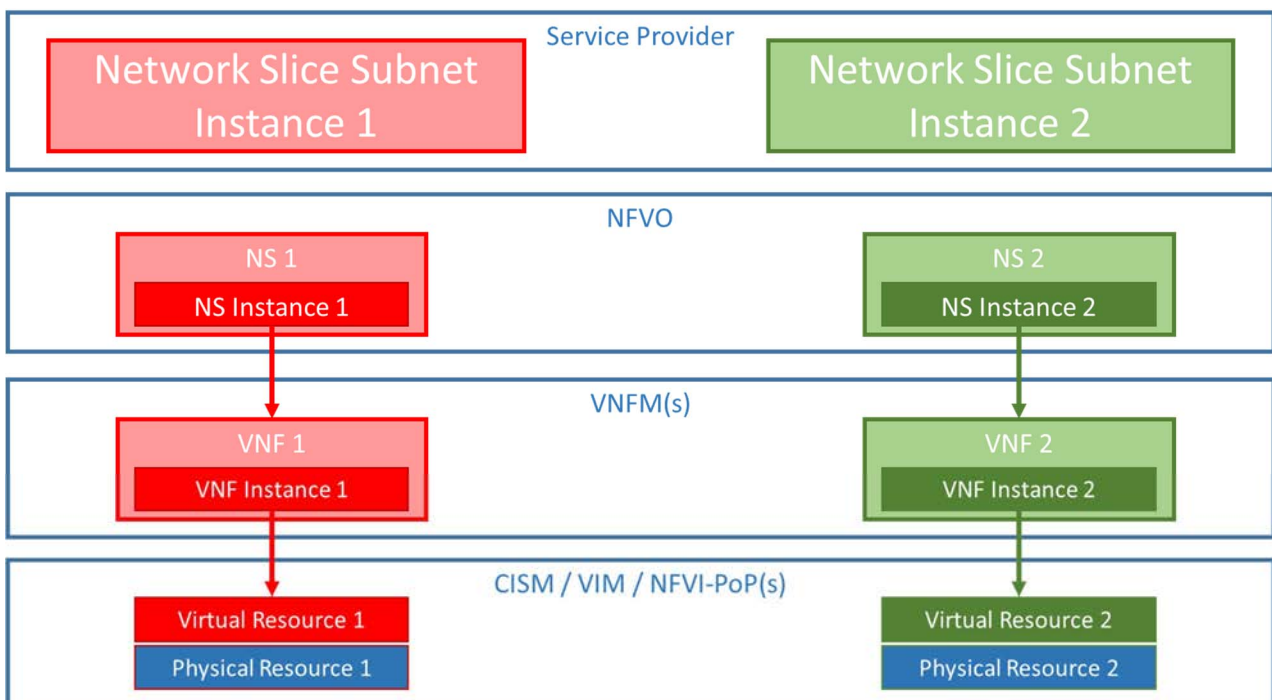 Service Provider
Network Slice Subnet
Instance 1
Network Slice Subnet
Instance 2
NFVO
NS 1
NS Instance 1
NS 2
NS Instance 2
VNFM(s)
VNF 1
VNF Instance 1
VNF 2
VNF Instance 2
CISM / VIM / NFVI-PoP(s)
Virtual Resource 1
Physical Resource 1
Virtual Resource 2
Physical Resource 2